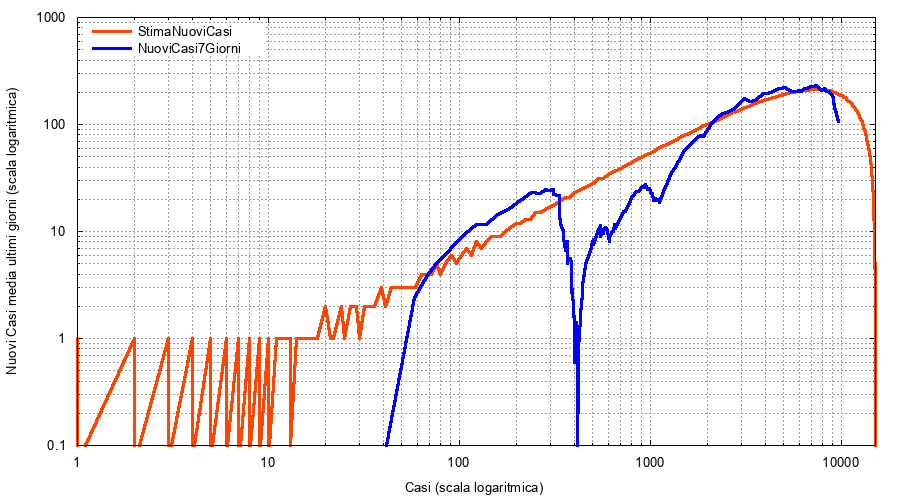 1000
100
10
1
0.1
StimaNuoviCasi
NuoviCasi7Giorni
Nuovi Casi media ultimi giorni (scala logaritmica)
1 10 100 1000 10000
Casi (scala logaritmica)